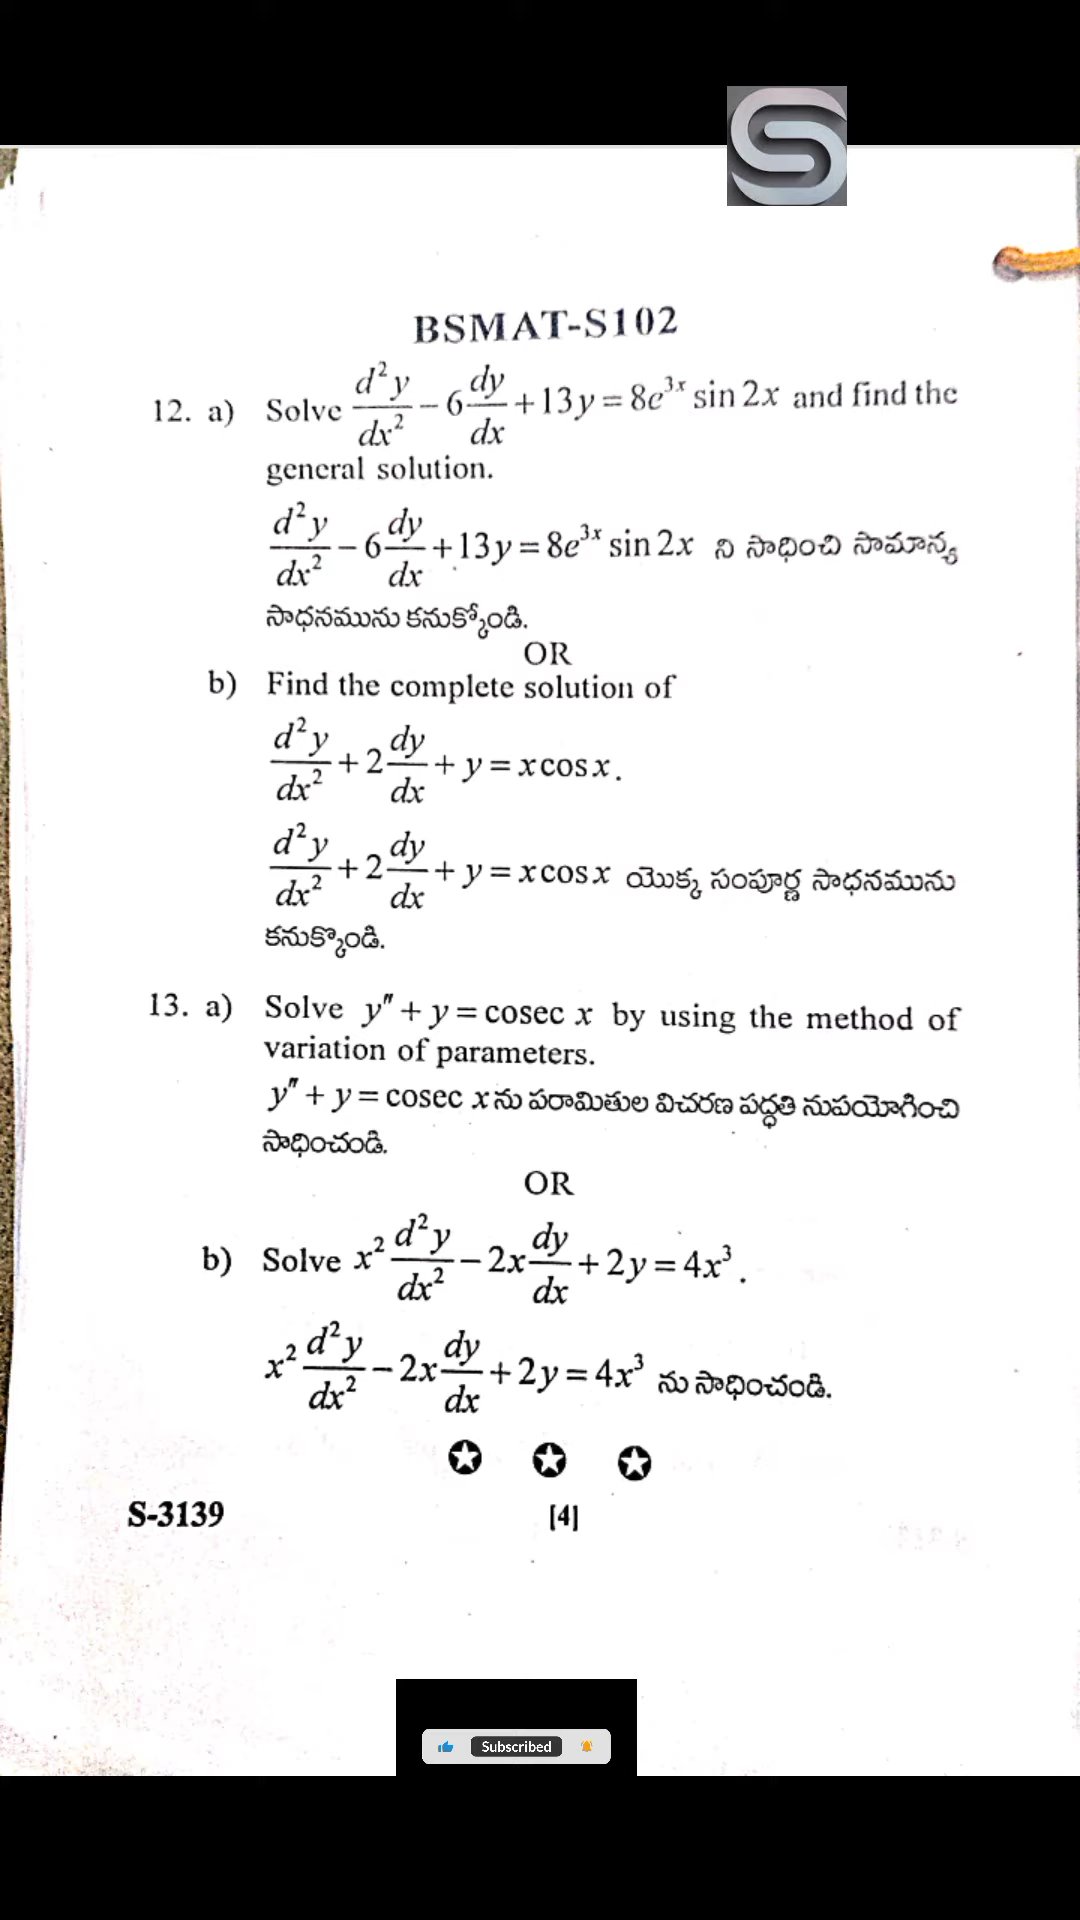 BSMAT-S102
12. a) Solve d²y/dx² − 6 dy/dx + 13y = 8e³ˣ sin 2x and find the
general solution.
d²y/dx² − 6 dy/dx + 13y = 8e³ˣ sin 2x ని సాధించి సామాన్య
సాధనమును కనుక్కోండి.
OR
b) Find the complete solution of
d²y/dx² + 2 dy/dx + y = x cos x.
d²y/dx² + 2 dy/dx + y = x cos x యొక్క సంపూర్ణ సాధనమును
కనుక్కొండి.
13. a) Solve y″ + y = cosec x by using the method of
variation of parameters.
y″ + y = cosec x ను పరామితుల విచరణ పద్ధతి నుపయోగించి
సాధించండి.
OR
b) Solve x² d²y/dx² − 2x dy/dx + 2y = 4x³.
x² d²y/dx² − 2x dy/dx + 2y = 4x³ ను సాధించండి.
S-3139 [4]
Subscribed